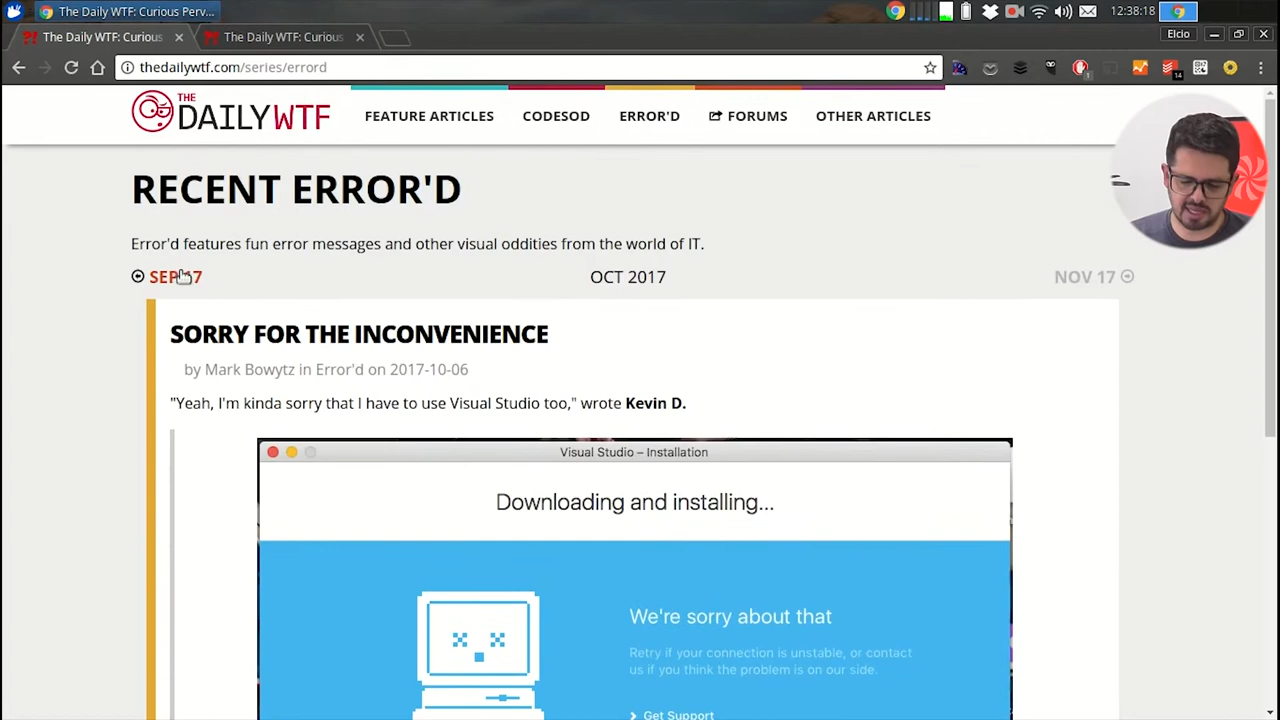 The Daily WTF: Curious Perv...
12:38:18
The Daily WTF: Curious
The Daily WTF: Curious
Elcio
thedailywtf.com/series/errord
1
14
THE DAILYWTF
FEATURE ARTICLES
CODESOD
ERROR'D
FORUMS
OTHER ARTICLES
RECENT ERROR'D
Error'd features fun error messages and other visual oddities from the world of IT.
SEP 17
OCT 2017
NOV 17
SORRY FOR THE INCONVENIENCE
by Mark Bowytz in Error'd on 2017-10-06
"Yeah, I'm kinda sorry that I have to use Visual Studio too," wrote Kevin D.
Visual Studio – Installation
Downloading and installing...
We're sorry about that
Retry if your connection is unstable, or contact
us if you think the problem is on our side.
Get Support